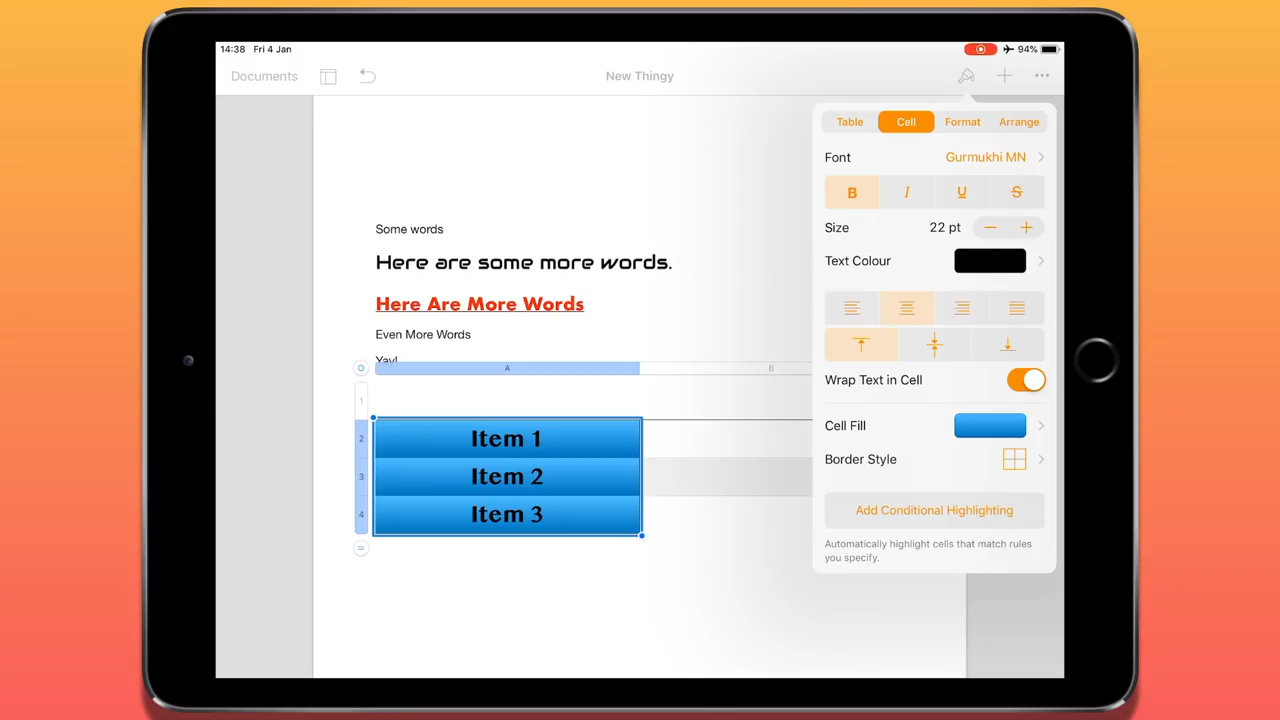 14:38 Fri 4 Jan 94%
Documents New Thingy
Table Cell Format Arrange
Font Gurmukhi MN
B I U S
Size 22 pt
Text Colour
Some words
Here are some more words.
Here Are More Words
Even More Words
Yay!
A B
1
2 Item 1
3 Item 2
4 Item 3
Wrap Text in Cell
Cell Fill
Border Style
Add Conditional Highlighting
Automatically highlight cells that match rules
you specify.